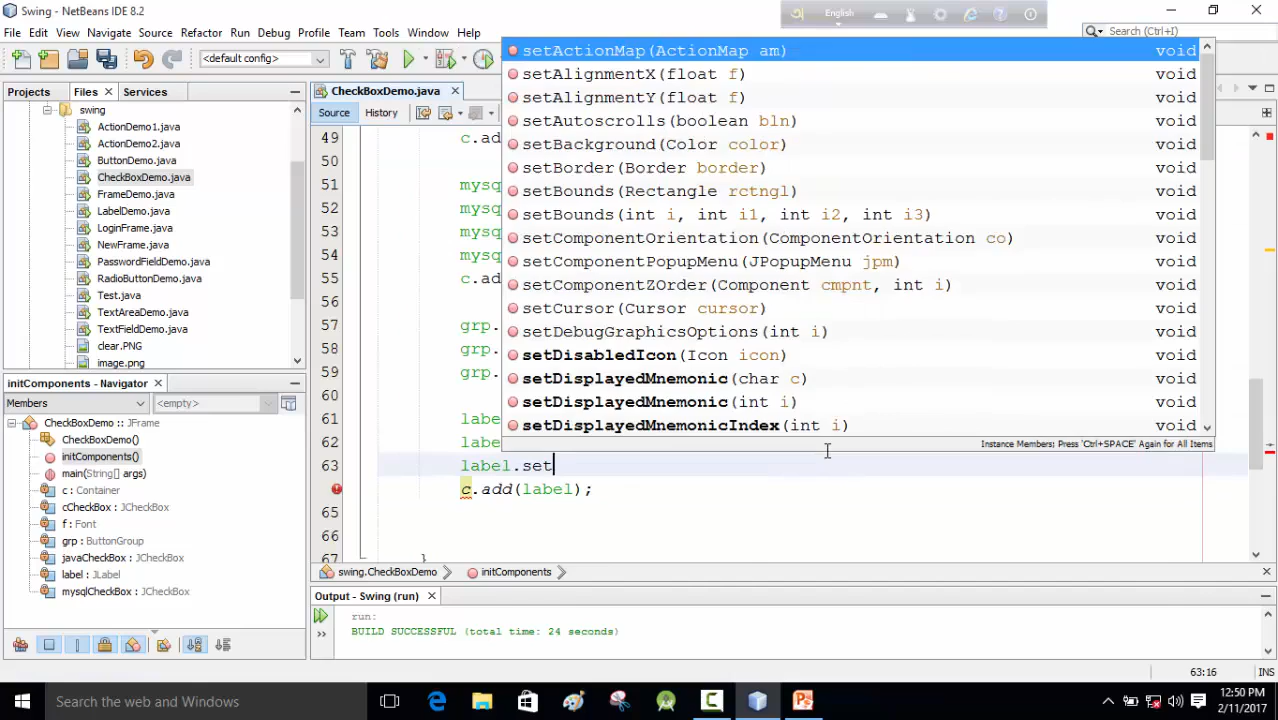 Swing - NetBeans IDE 8.2
অ English
File Edit View Navigate Source Refactor Run Debug Profile Team Tools Window Help
Search (Ctrl+I)
<default config>
Projects Files Services
swing
ActionDemo1.java
ActionDemo2.java
ButtonDemo.java
CheckBoxDemo.java
FrameDemo.java
LabelDemo.java
LoginFrame.java
NewFrame.java
PasswordFieldDemo.java
RadioButtonDemo.java
Test.java
TextAreaDemo.java
TextFieldDemo.java
clear.PNG
image.png
initComponents - Navigator
Members <empty>
CheckBoxDemo :: JFrame
CheckBoxDemo()
initComponents()
main(String[] args)
c : Container
cCheckBox : JCheckBox
f : Font
grp : ButtonGroup
javaCheckBox : JCheckBox
label : JLabel
mysqlCheckBox : JCheckBox
CheckBoxDemo.java
Source History
49 c.ad
50
51 mysq
52 mysq
53 mysq
54 mysq
55 c.ad
56
57 grp.
58 grp.
59 grp.
60
61 labe
62 labe
63 label.set
c.add(label);
65
66
67 }
setActionMap(ActionMap am) void
setAlignmentX(float f) void
setAlignmentY(float f) void
setAutoscrolls(boolean bln) void
setBackground(Color color) void
setBorder(Border border) void
setBounds(Rectangle rctngl) void
setBounds(int i, int i1, int i2, int i3) void
setComponentOrientation(ComponentOrientation co) void
setComponentPopupMenu(JPopupMenu jpm) void
setComponentZOrder(Component cmpnt, int i) void
setCursor(Cursor cursor) void
setDebugGraphicsOptions(int i) void
setDisabledIcon(Icon icon) void
setDisplayedMnemonic(char c) void
setDisplayedMnemonic(int i) void
setDisplayedMnemonicIndex(int i) void
Instance Members; Press 'Ctrl+SPACE' Again for All Items
swing.CheckBoxDemo initComponents
Output - Swing (run)
run:
BUILD SUCCESSFUL (total time: 24 seconds)
63:16 INS
Search the web and Windows
12:50 PM
2/11/2017